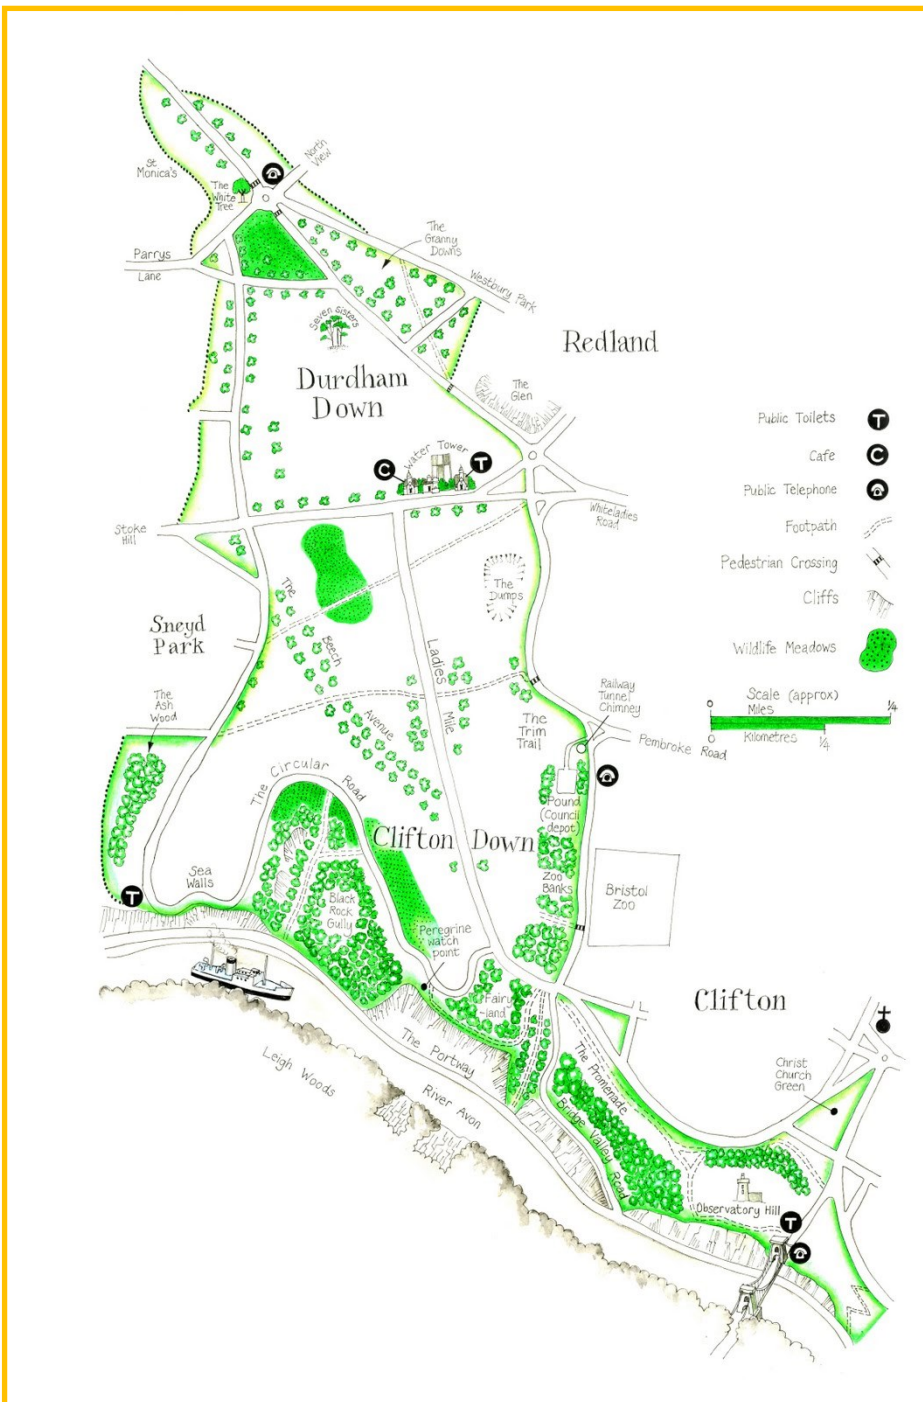 North
View
St
Monica's
The
White
Tree
The
Granny
Downs
Parrys
Lane
Westbury Park
Seven Sisters
Redland
Durdham
Down
The
Glen
Public Toilets
T
Water Tower
C
T
Cafe
C
Public Telephone
Whiteladies
Road
Stoke
Hill
Footpath
Pedestrian Crossing
The
Dumps
Cliffs
The
Beech
Avenue
Sneyd
Park
Ladies
Mile
Wildlife Meadows
Railway
Tunnel
Chimney
Scale (approx)
Miles
1/4
Kilometres
1/4
The
Ash
Wood
The
Trim
Trail
Pembroke Road
The Circular Road
Pound
(Council
depot)
Clifton Down
Sea
Walls
Zoo
Banks
Bristol
Zoo
T
Black
Rock
Gully
Peregrine
watch
point
Fairy
-land
Clifton
The Portway
The Promenade
Christ
Church
Green
Leigh Woods
River Avon
Bridge Valley Road
Observatory Hill
T